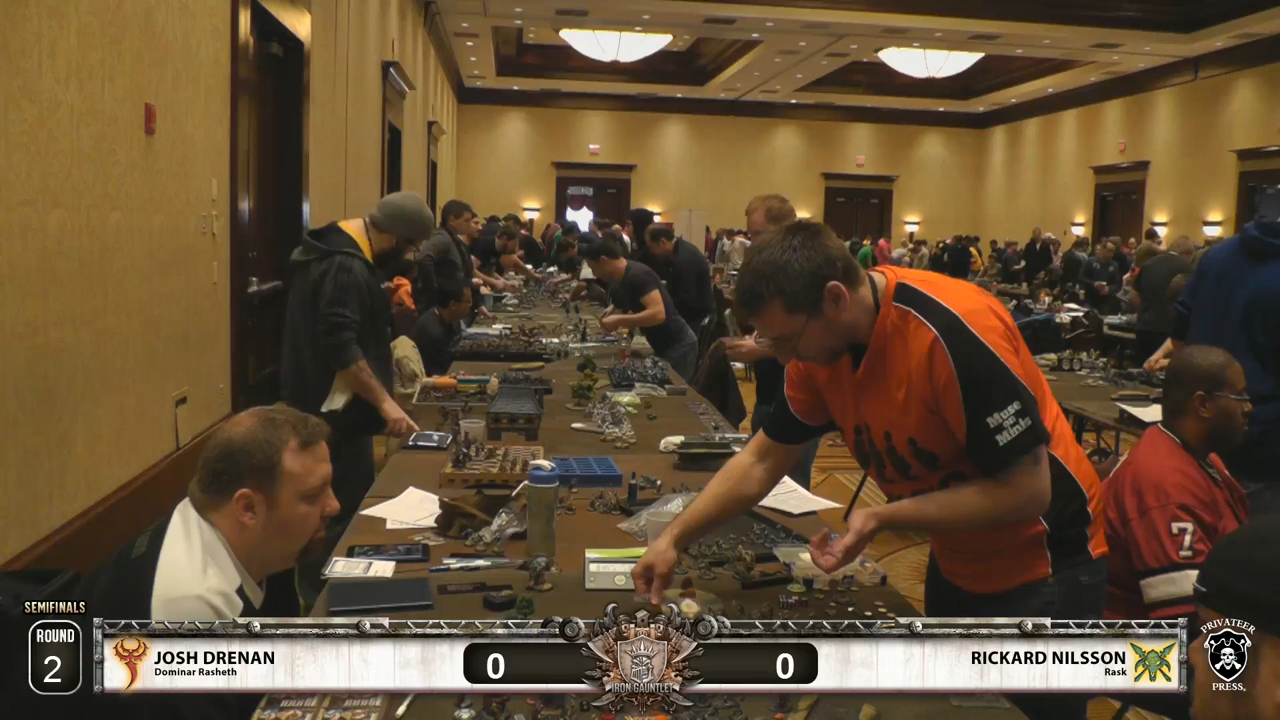 Muse
on
Minis
7
SEMIFINALS
ROUND
2
JOSH DRENAN
Dominar Rasheth
0
IRON GAUNTLET
0
RICKARD NILSSON
Rask
PRIVATEER
PRESS